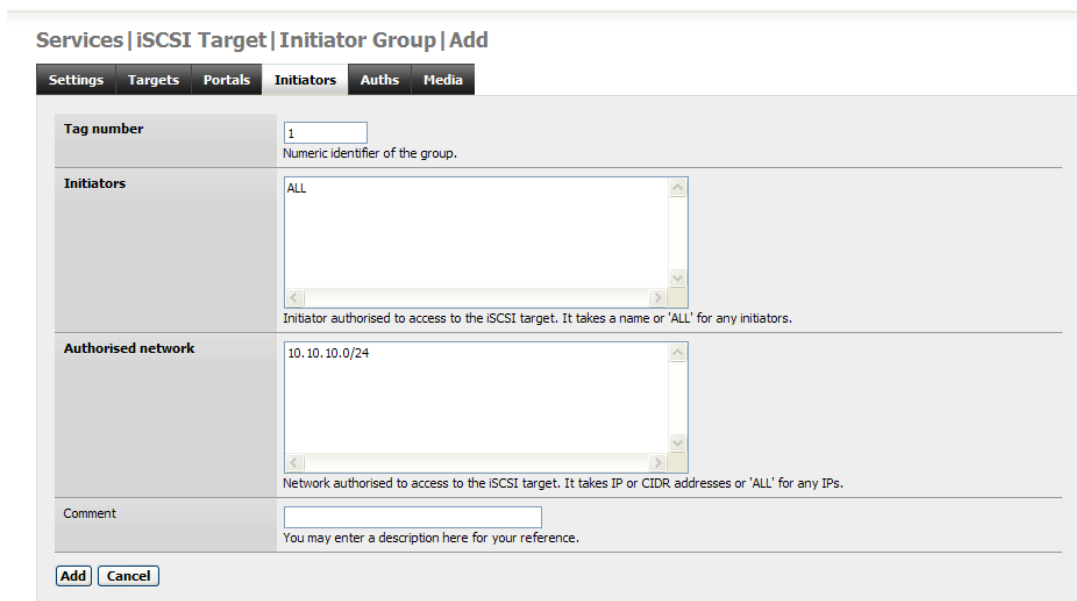 Services|iSCSI Target|Initiator Group|Add
Settings Targets Portals Initiators Auths Media
Tag number
1
Numeric identifier of the group.
Initiators
ALL
Initiator authorised to access to the iSCSI target. It takes a name or 'ALL' for any initiators.
Authorised network
10.10.10.0/24
Network authorised to access to the iSCSI target. It takes IP or CIDR addresses or 'ALL' for any IPs.
Comment
You may enter a description here for your reference.
Add Cancel